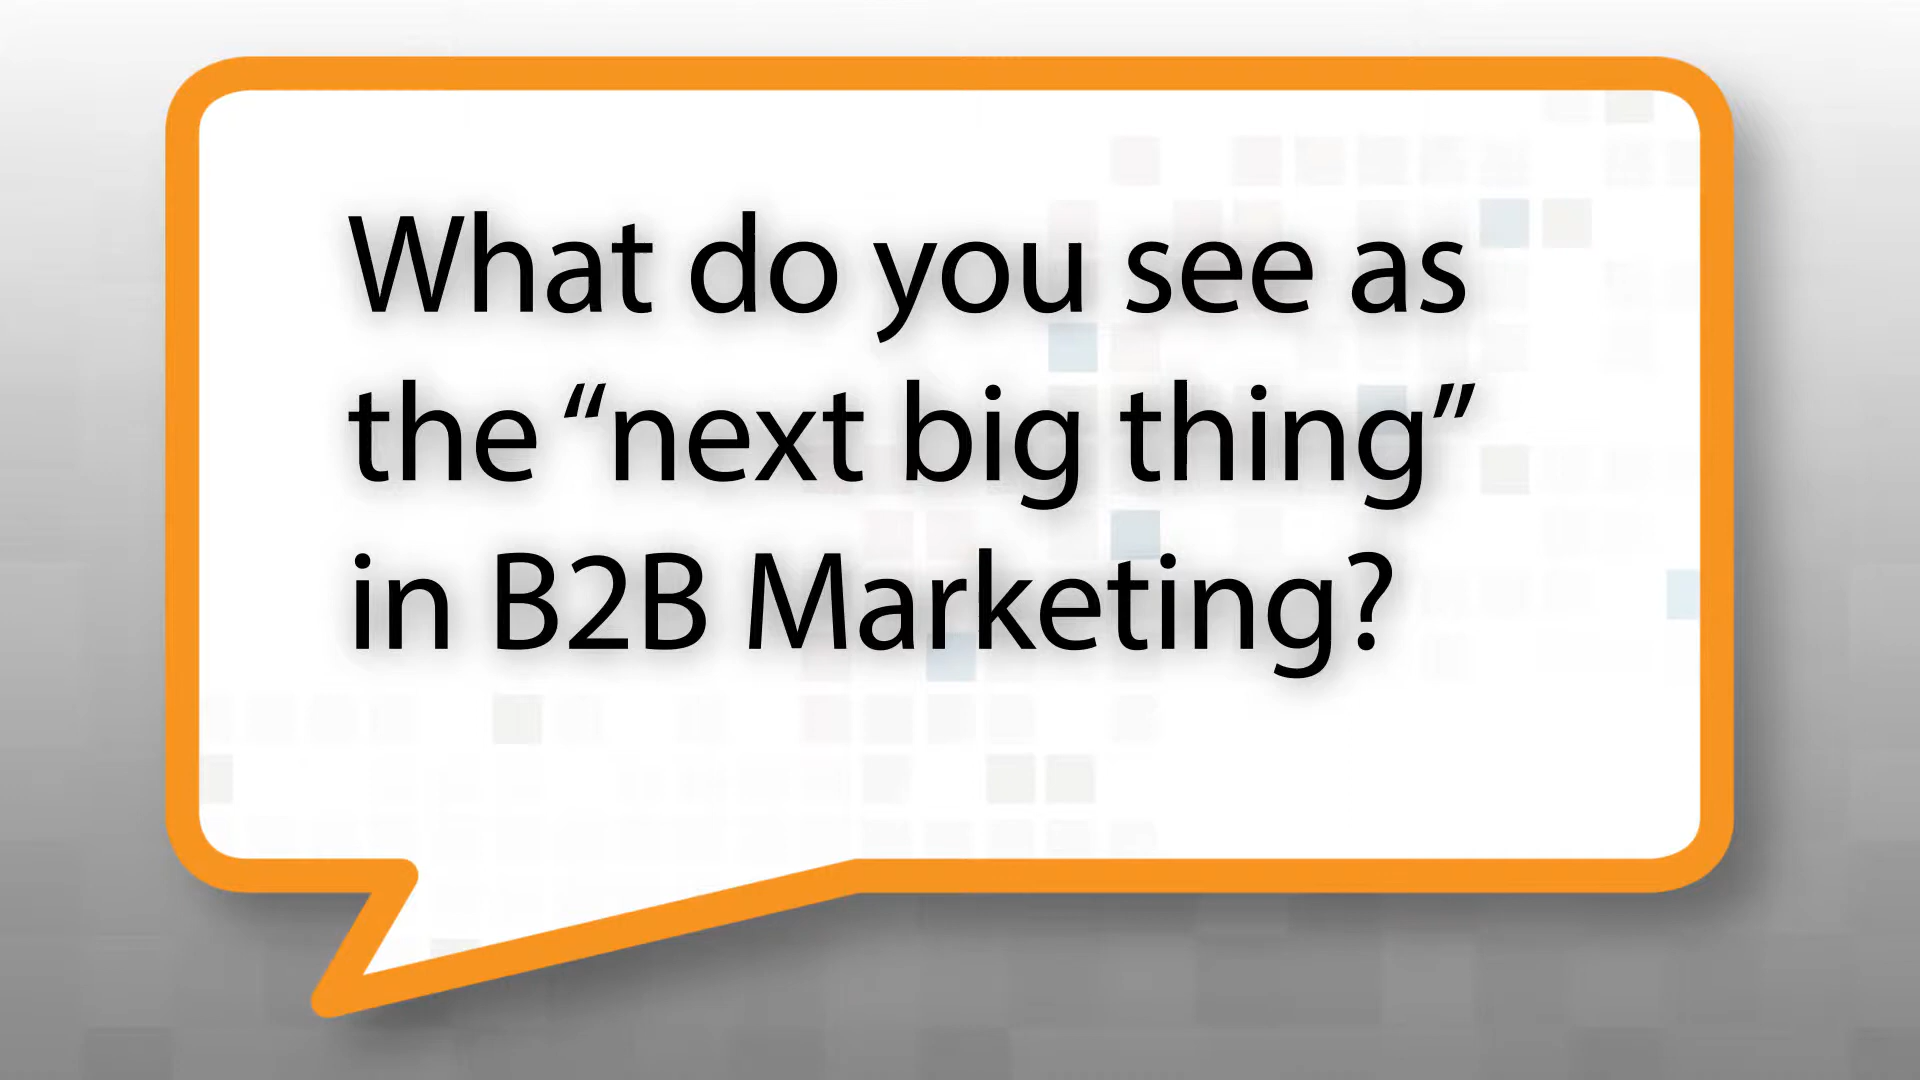 What do you see as
the “next big thing”
in B2B Marketing?